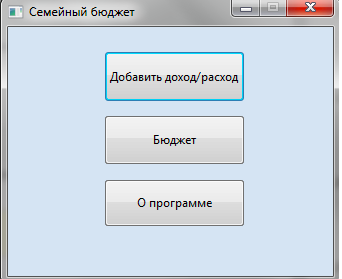 Семейный бюджет
Добавить доход/расход
Бюджет
О программе